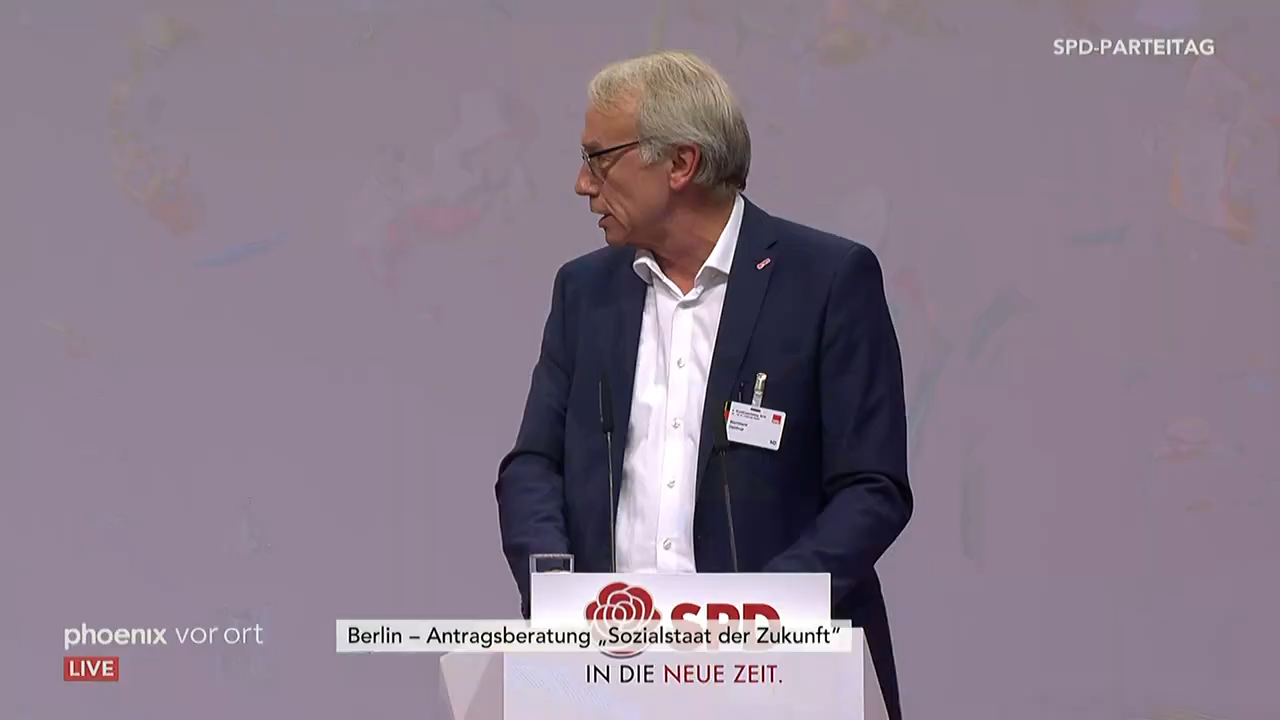 SPD-PARTEITAG
SPD
Berlin – Antragsberatung „Sozialstaat der Zukunft“
phoenix vor ort
LIVE
IN DIE NEUE ZEIT.